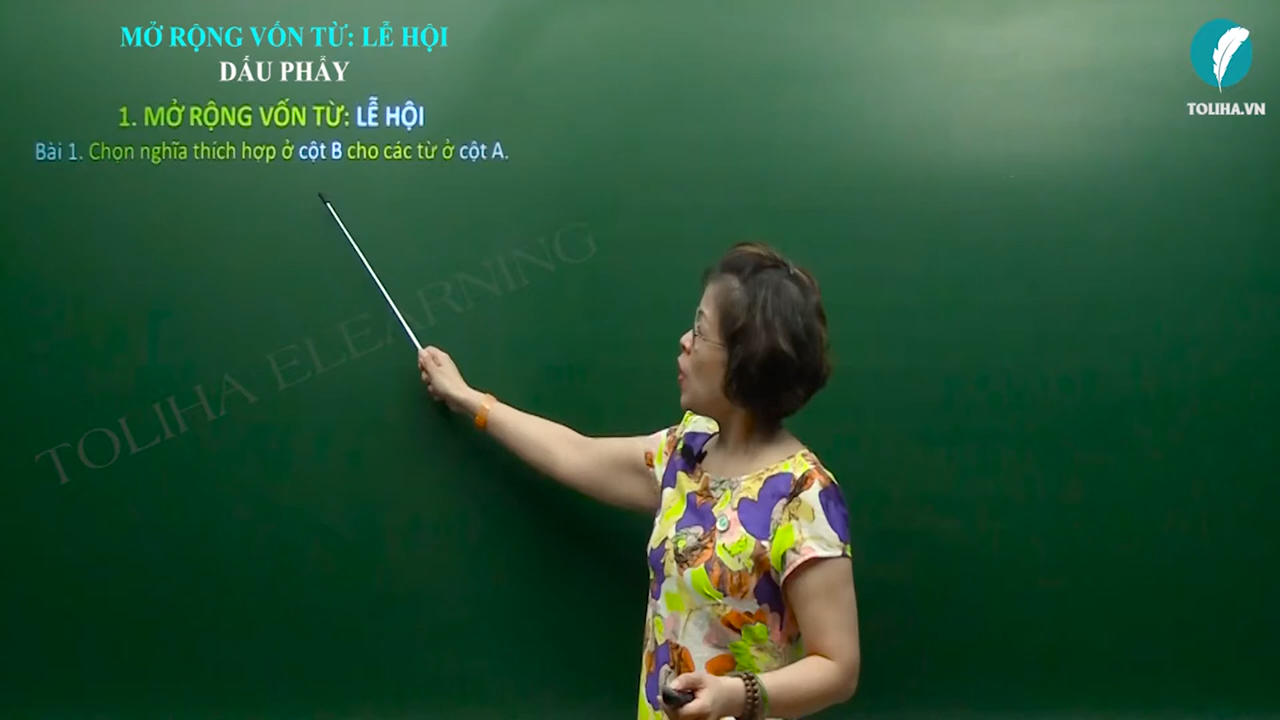 MỞ RỘNG VỐN TỪ: LỄ HỘI
DẤU PHẨY
1. MỞ RỘNG VỐN TỪ: LỄ HỘI
Bài 1. Chọn nghĩa thích hợp ở cột B cho các từ ở cột A.
TOLIHA.VN
TOLIHA ELEARNING